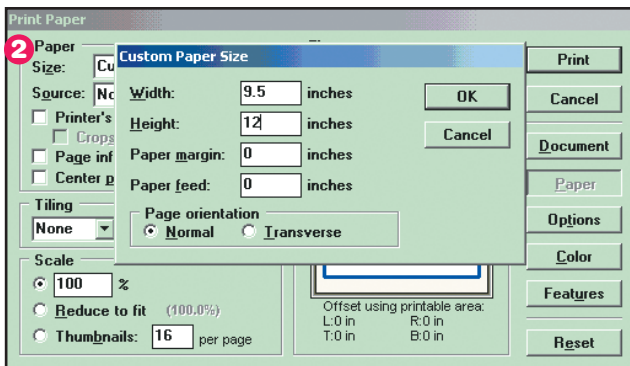 Print Paper
2
Paper
Size: Cu
Source: No
Printer's
Crops
Page inf
Center p
Tiling
None
Scale
100 %
Reduce to fit (100.0%)
Thumbnails: 16 per page
Custom Paper Size
Width: 9.5 inches
Height: 12 inches
Paper margin: 0 inches
Paper feed: 0 inches
Page orientation
Normal Transverse
OK
Cancel
Offset using printable area:
L:0 in R:0 in
T:0 in B:0 in
Print
Cancel
Document
Paper
Options
Color
Features
Reset